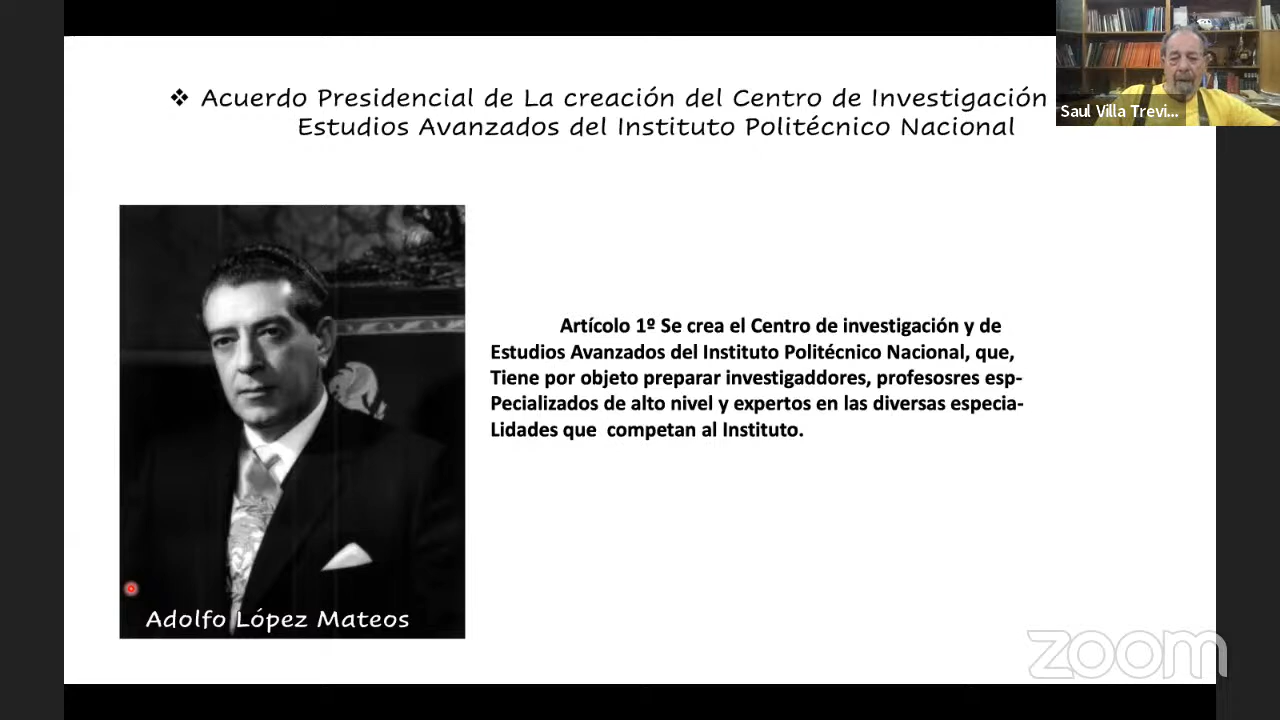 ❖ Acuerdo Presidencial de La creación del Centro de Investigación
Estudios Avanzados del Instituto Politécnico Nacional
Saul Villa Trevi...
Artícolo 1º Se crea el Centro de investigación y de
Estudios Avanzados del Instituto Politécnico Nacional, que,
Tiene por objeto preparar investigaddores, profesosres esp-
Pecializados de alto nivel y expertos en las diversas especia-
Lidades que competan al Instituto.
Adolfo López Mateos
zoom